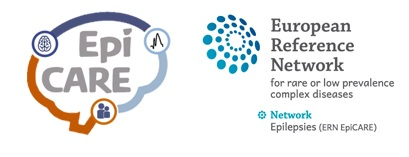 Epi
CARE
European
Reference
Network
for rare or low prevalence
complex diseases
Network
Epilepsies (ERN EpiCARE)